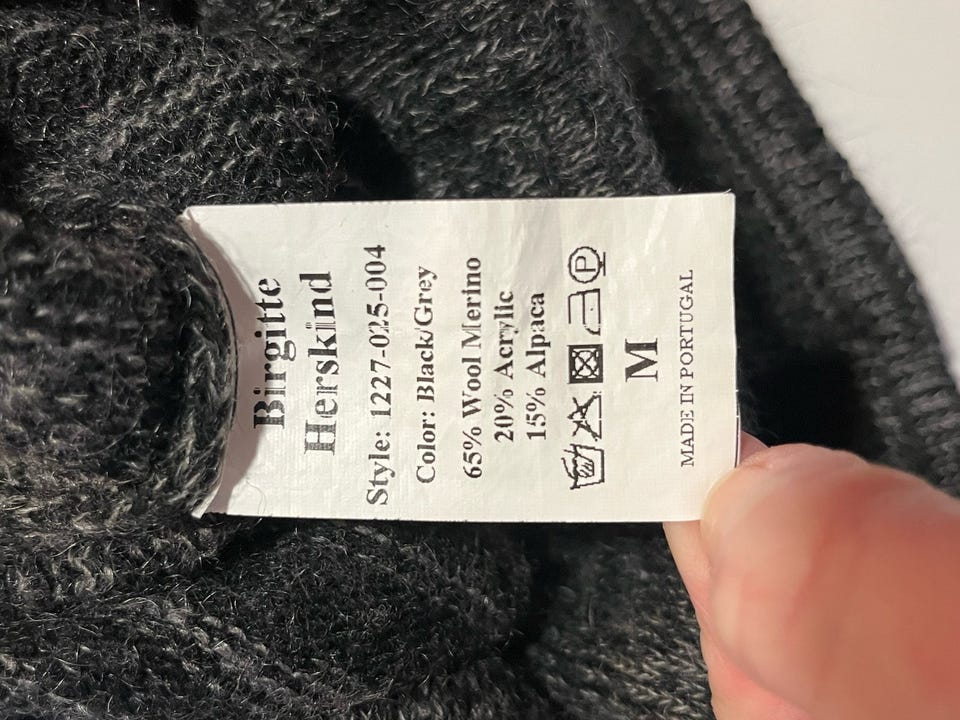 Birgitte
Herskind
Style: 1227-025-004
Color: Black/Grey
65% Wool Merino
20% Acrylic
15% Alpaca
P
M
MADE IN PORTUGAL